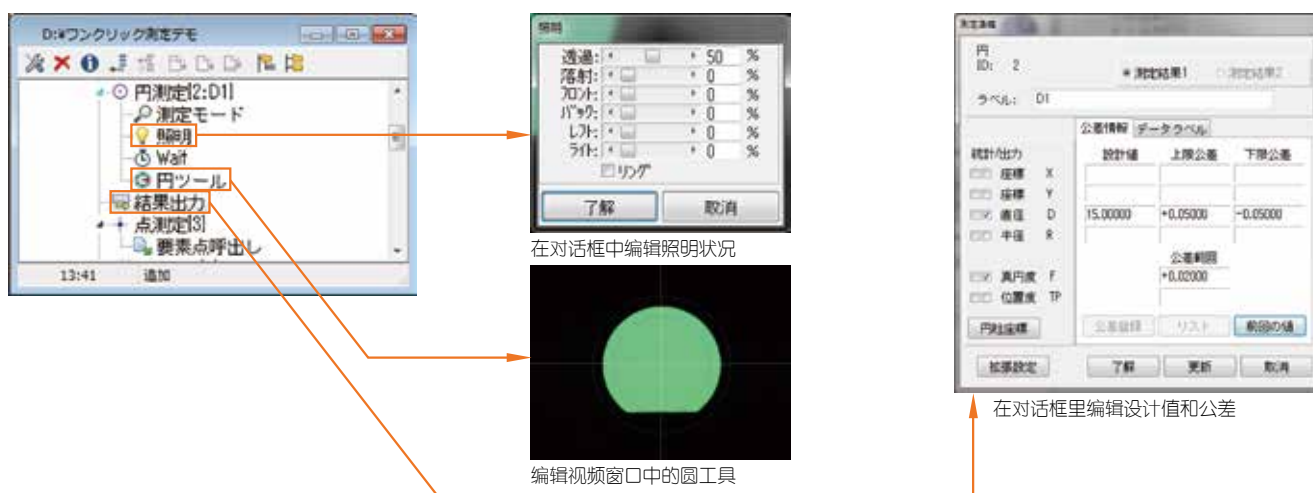 D:¥ワンクリック測定デモ
円測定[2:D1]
測定モード
照明
Wait
円ツール
結果出力
点測定[3]
要素点呼出し
13:41 追加
照明
透過: 50 %
落射: 0 %
フロント: 0 %
バック: 0 %
レフト: 0 %
ライト: 0 %
リング
了解 取消
在对话框中编辑照明状况
编辑视频窗口中的圆工具
円
ID: 2
測定結果1 測定結果2
ラベル: D1
公差情報 データラベル
統計/出力 設計値 上限公差 下限公差
座標 X
座標 Y
直径 D 15.00000 +0.05000 -0.05000
半径 R
公差範囲
真円度 F +0.02000
位置度 TP
円柱座標 リスト 前回の値
拡張設定 了解 更新 取消
在对话框里编辑设计值和公差